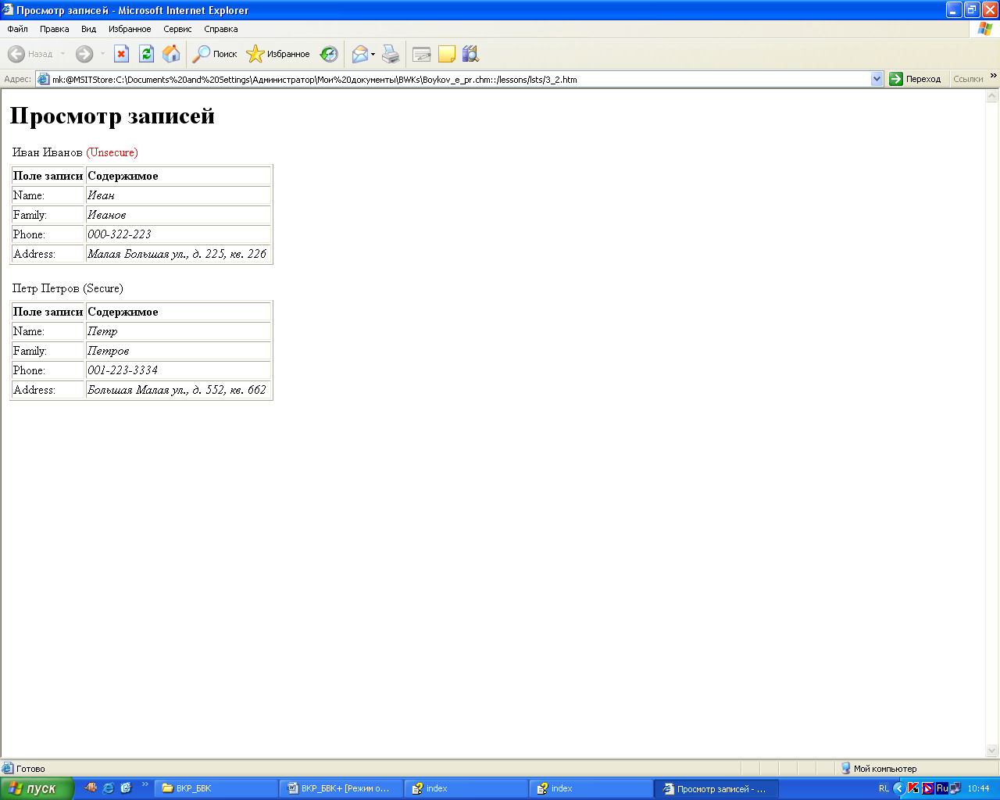 Просмотр записей - Microsoft Internet Explorer
Файл Правка Вид Избранное Сервис Справка
Назад Поиск Избранное
Адрес: mk:@MSITStore:C:\Documents%20and%20Settings\Администратор\Мои%20документы\BWKs\Boykov_e_pr.chm::/lessons/lsts/3_2.htm Переход Ссылки »
Просмотр записей
Иван Иванов (Unsecure)
Поле записи Содержимое
Name: Иван
Family: Иванов
Phone: 000-322-223
Address: Малая Большая ул., д. 225, кв. 226
Петр Петров (Secure)
Поле записи Содержимое
Name: Петр
Family: Петров
Phone: 001-223-3334
Address: Большая Малая ул., д. 552, кв. 662
Готово Мой компьютер
пуск » ВКР_БВК ВКР_БВК+ [Режим о... index index Просмотр записей - ... RL Ru 10:44